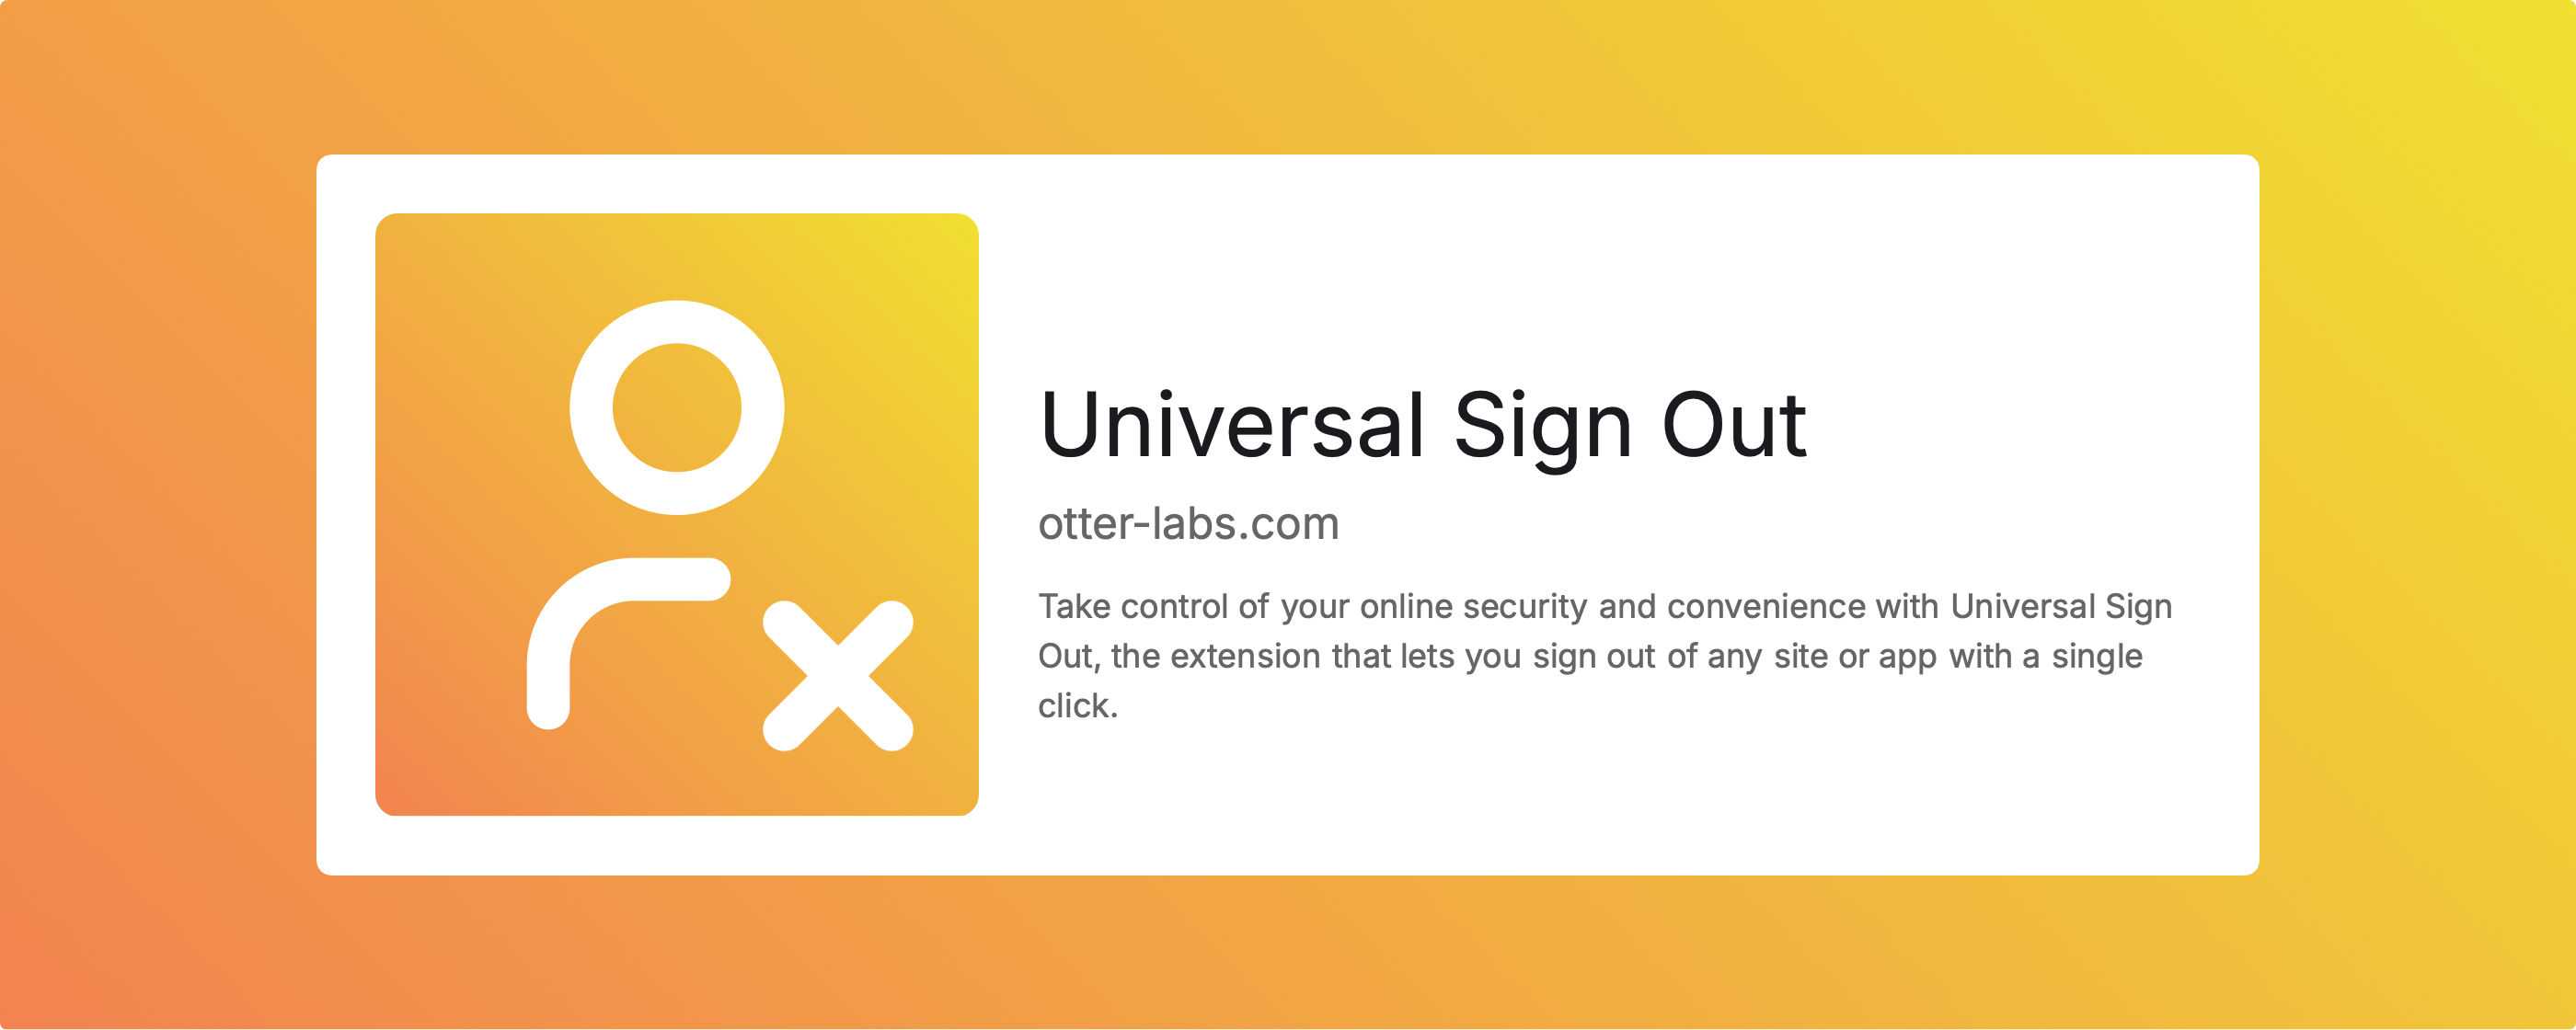 Universal Sign Out
otter-labs.com
Take control of your online security and convenience with Universal Sign
Out, the extension that lets you sign out of any site or app with a single
click.